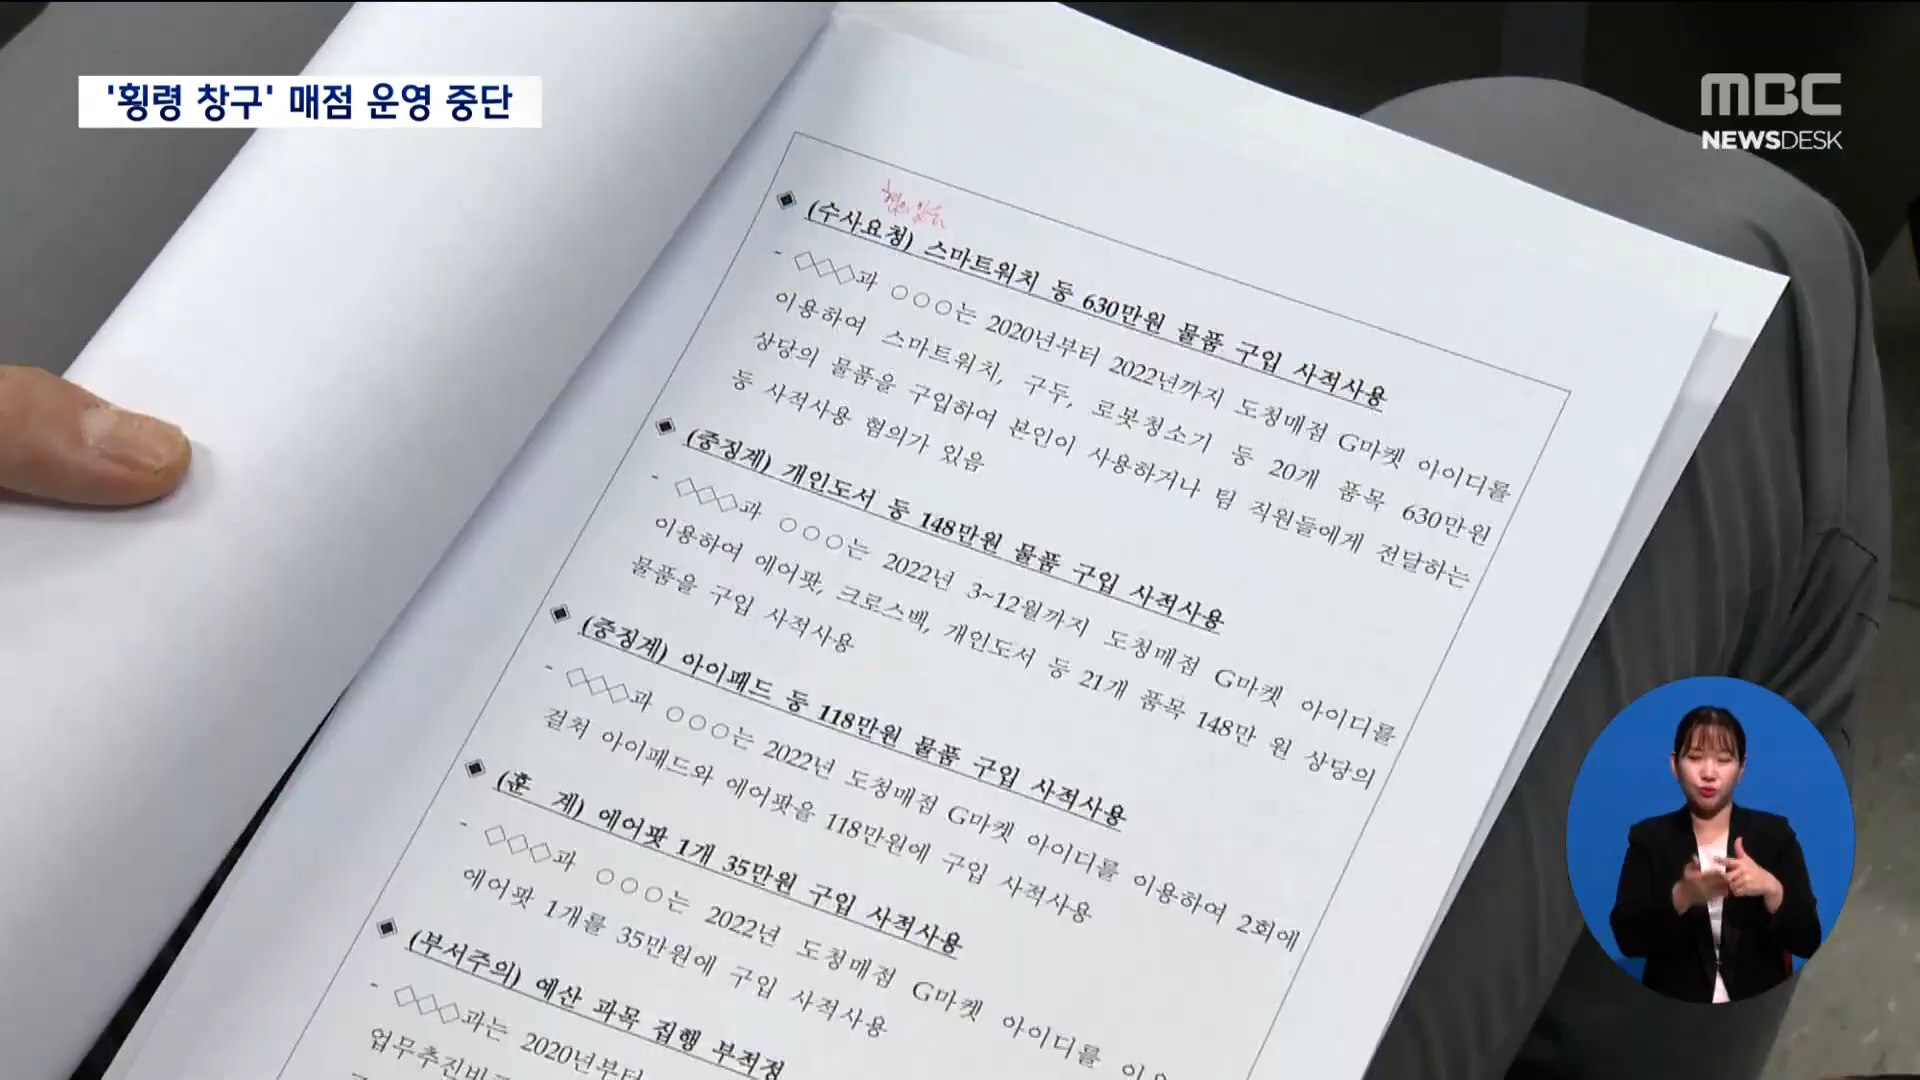 '횡령 창구' 매점 운영 중단
MBC
NEWSDESK
혐의 있음
◈ (수사요청) 스마트워치 등 630만원 물품 구입 사적사용
- ◇◇◇과 ○○○는 2020년부터 2022년까지 도청매점 G마켓 아이디를
이용하여 스마트워치, 구두, 로봇청소기 등 20개 품목 630만원
상당의 물품을 구입하여 본인이 사용하거나 팀 직원들에게 전달하는
등 사적사용 혐의가 있음
◈ (중징계) 개인도서 등 148만원 물품 구입 사적사용
- ◇◇◇과 ○○○는 2022년 3~12월까지 도청매점 G마켓 아이디를
이용하여 에어팟, 크로스백, 개인도서 등 21개 품목 148만 원 상당의
물품을 구입 사적사용
◈ (중징계) 아이패드 등 118만원 물품 구입 사적사용
- ◇◇◇과 ○○○는 2022년 도청매점 G마켓 아이디를 이용하여 2회에
걸쳐 아이패드와 에어팟을 118만원에 구입 사적사용
◈ (훈 계) 에어팟 1개 35만원 구입 사적사용
- ◇◇◇과 ○○○는 2022년 도청매점 G마켓 아이디를
에어팟 1개를 35만원에 구입 사적사용
◈ (부서주의) 예산 과목 집행 부적정
- ◇◇◇과는 2020년부터
업무추진비